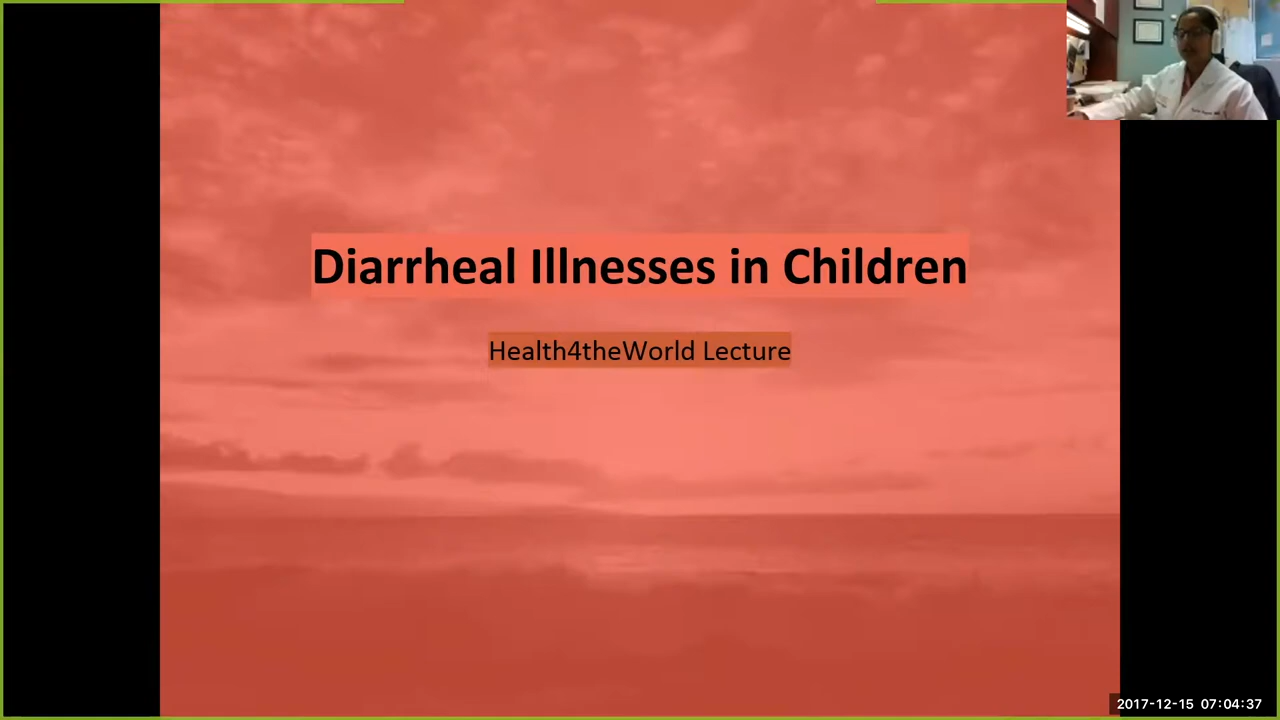 Diarrheal Illnesses in Children
Health4theWorld Lecture
2017-12-15 07:04:37